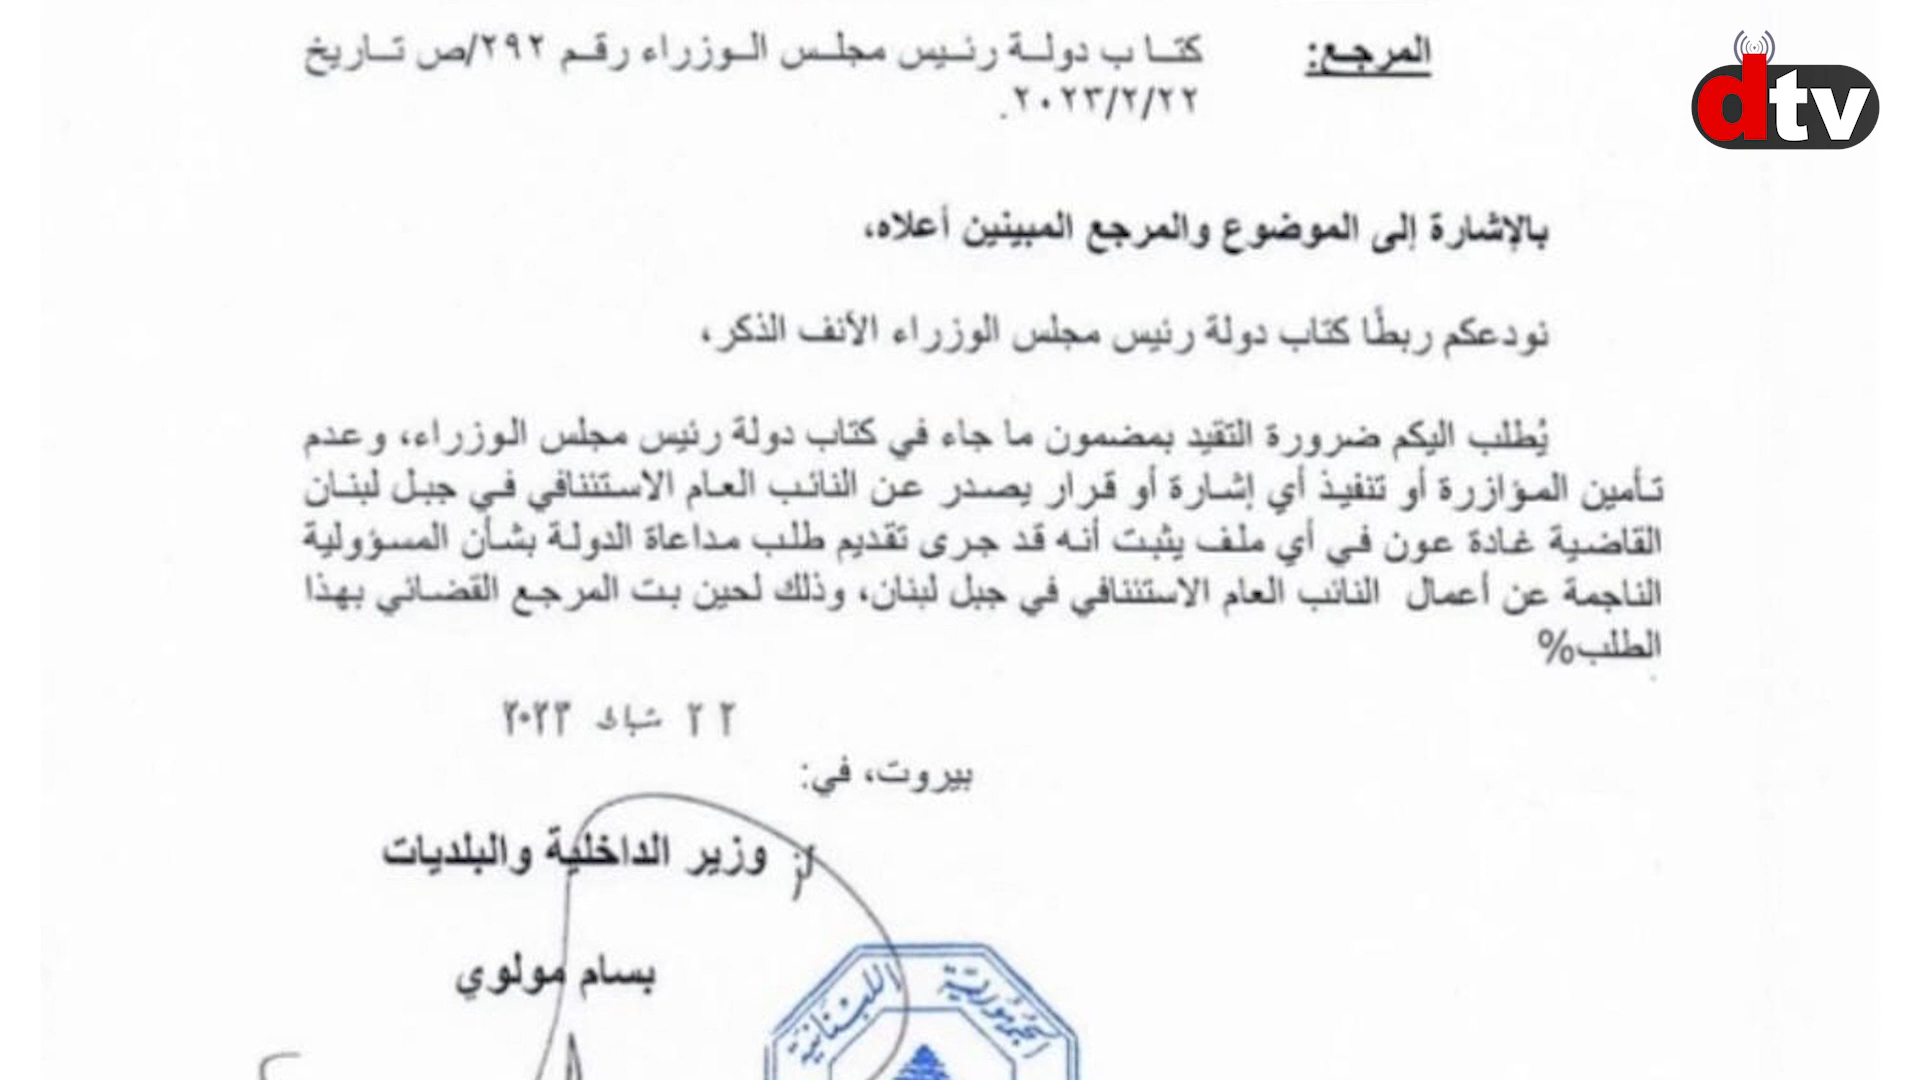 المرجع: كتاب دولة رئيس مجلس الوزراء رقم ٢٩٢/ص تاريخ
٢٠٢٣/٢/٢٢.
dtv
بالإشارة إلى الموضوع والمرجع المبينين أعلاه،
نودعكم ربطًا كتاب دولة رئيس مجلس الوزراء الأنف الذكر،
يُطلب اليكم ضرورة التقيد بمضمون ما جاء في كتاب دولة رئيس مجلس الوزراء، وعدم
تأمين المؤازرة أو تنفيذ أي إشارة أو قرار يصدر عن النائب العام الاستئنافي في جبل لبنان
القاضية غادة عون في أي ملف يثبت أنه قد جرى تقديم طلب مداعاة الدولة بشأن المسؤولية
الناجمة عن أعمال النائب العام الاستئنافي في جبل لبنان، وذلك لحين بت المرجع القضائي بهذا
الطلب%
٢٢ شباط ٢٠٢٣
بيروت، في:
وزير الداخلية والبلديات
بسام مولوي
الجمهورية اللبنانية